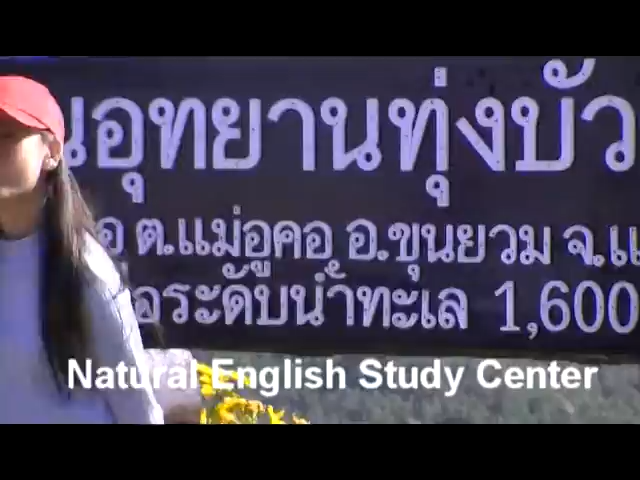 นอุทยานทุ่งบัว
อ ต.แม่อูคอ อ.ขุนยวม จ.แ
อระดับน้ำทะเล 1,600
Natural English Study Center